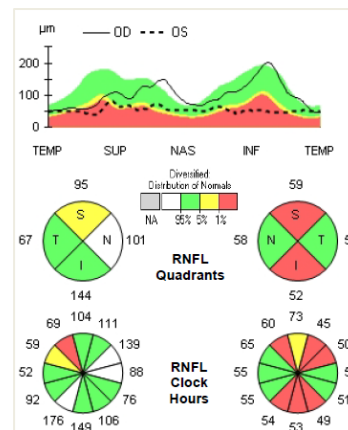 µm
OD OS
200
100
0
TEMP SUP NAS INF TEMP
Diversified:
Distribution of Normals
NA 95% 5% 1%
95
S
67 T N 101
I
144
RNFL
Quadrants
59
S
58 N T
I
52
104
69 111
59 139
52 88
92 76
176 106
149
RNFL
Clock
Hours
73
60 45
65
55
55 51
54 49
53